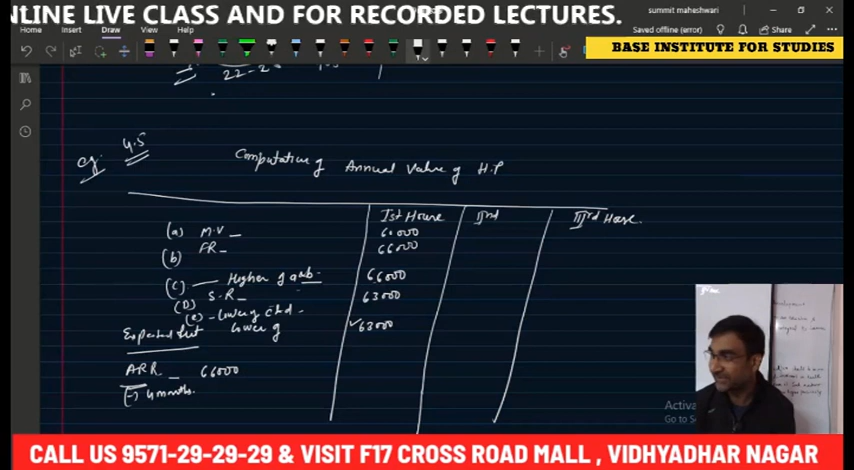 NLINE LIVE CLASS AND FOR RECORDED LECTURES.
summit maheshwari
Home Insert Draw View Help
Saved offline (error) Share
BASE INSTITUTE FOR STUDIES
22-2
eg. 4.5 Computation of Annual Value of H.P
Ist House IInd IIIrd House.
(a) M.V — 60000
(b) FR — 66000
(c) — Higher of a & b. 66000
(D) S.R — 63000
(e) - lower of c & d -
Expected Rent lower of 63000
ARR — 66000
(-) 4 months.
Activa
Go to S
CALL US 9571-29-29-29 & VISIT F17 CROSS ROAD MALL , VIDHYADHAR NAGAR